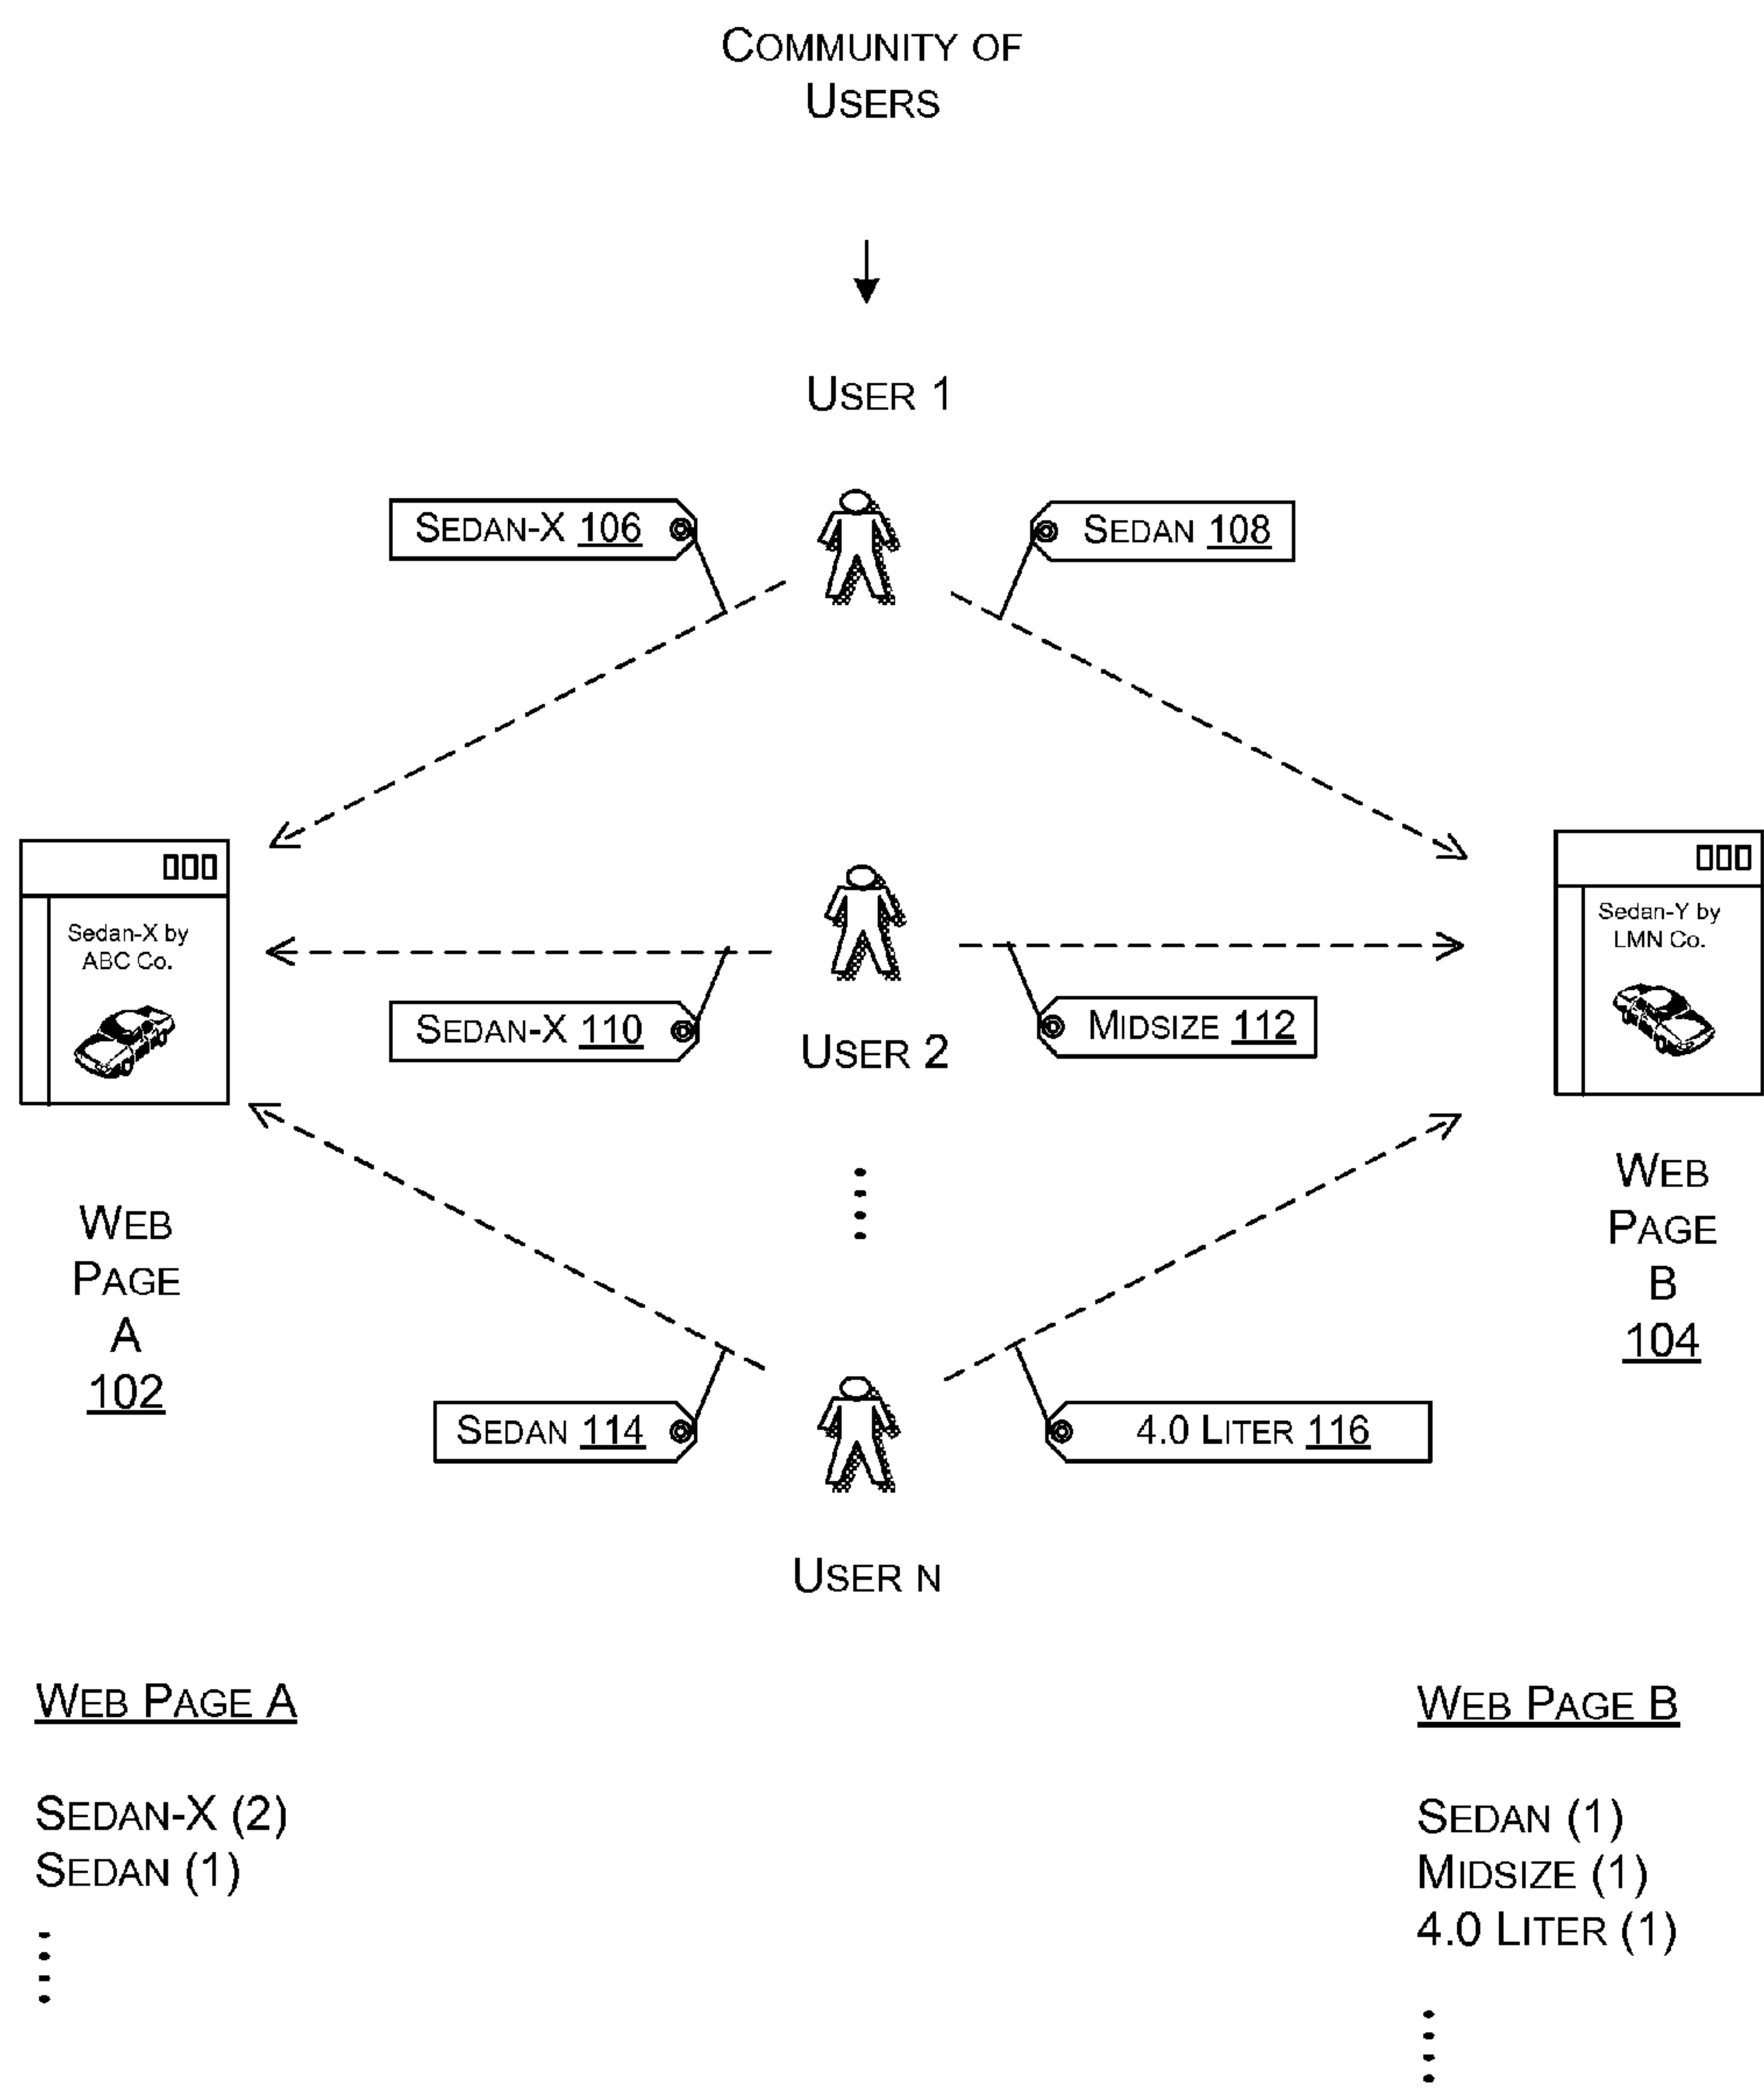 COMMUNITY OF
USERS
USER 1
SEDAN-X 106
SEDAN 108
Sedan-X by
ABC Co.
Sedan-Y by
LMN Co.
SEDAN-X 110
USER 2
MIDSIZE 112
WEB
PAGE
A
102
WEB
PAGE
B
104
SEDAN 114
4.0 LITER 116
USER N
WEB PAGE A
SEDAN-X (2)
SEDAN (1)
WEB PAGE B
SEDAN (1)
MIDSIZE (1)
4.0 LITER (1)